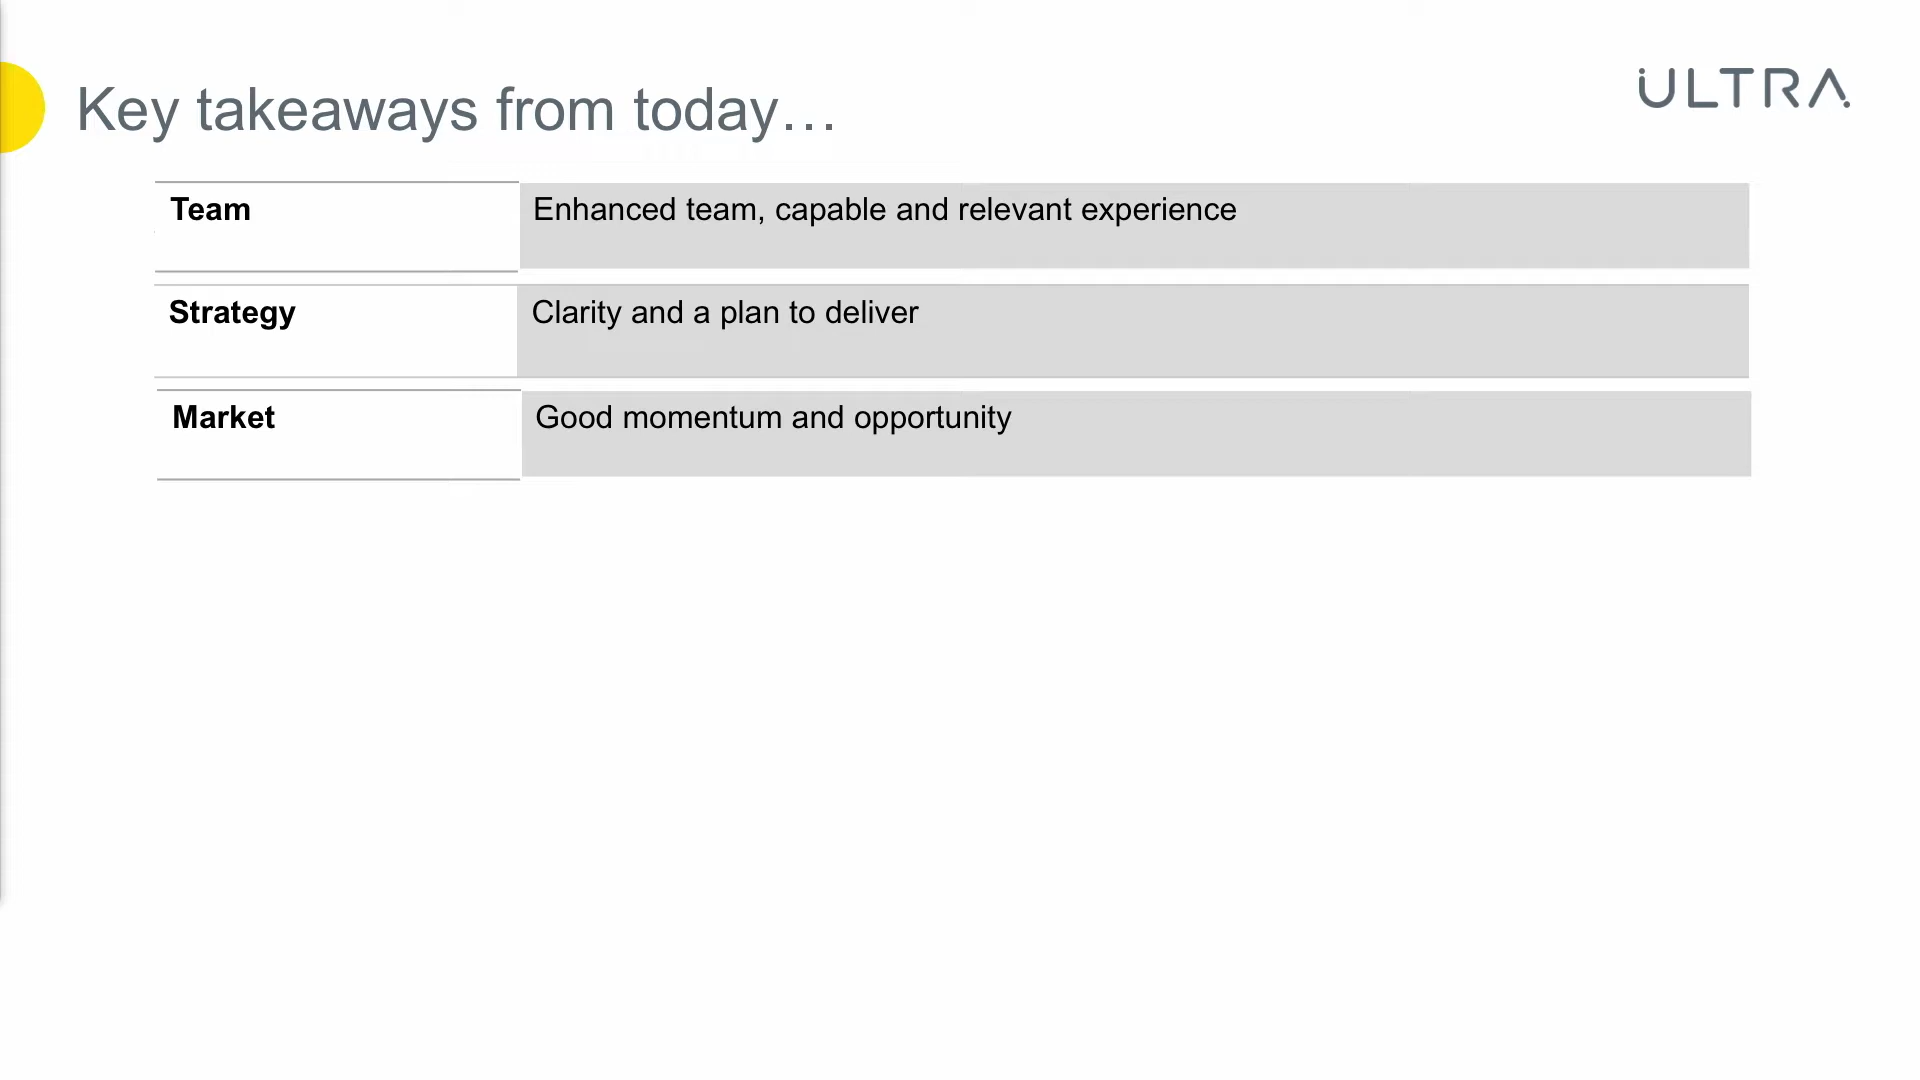 Key takeaways from today…
ULTRA
Team
Enhanced team, capable and relevant experience
Strategy
Clarity and a plan to deliver
Market
Good momentum and opportunity